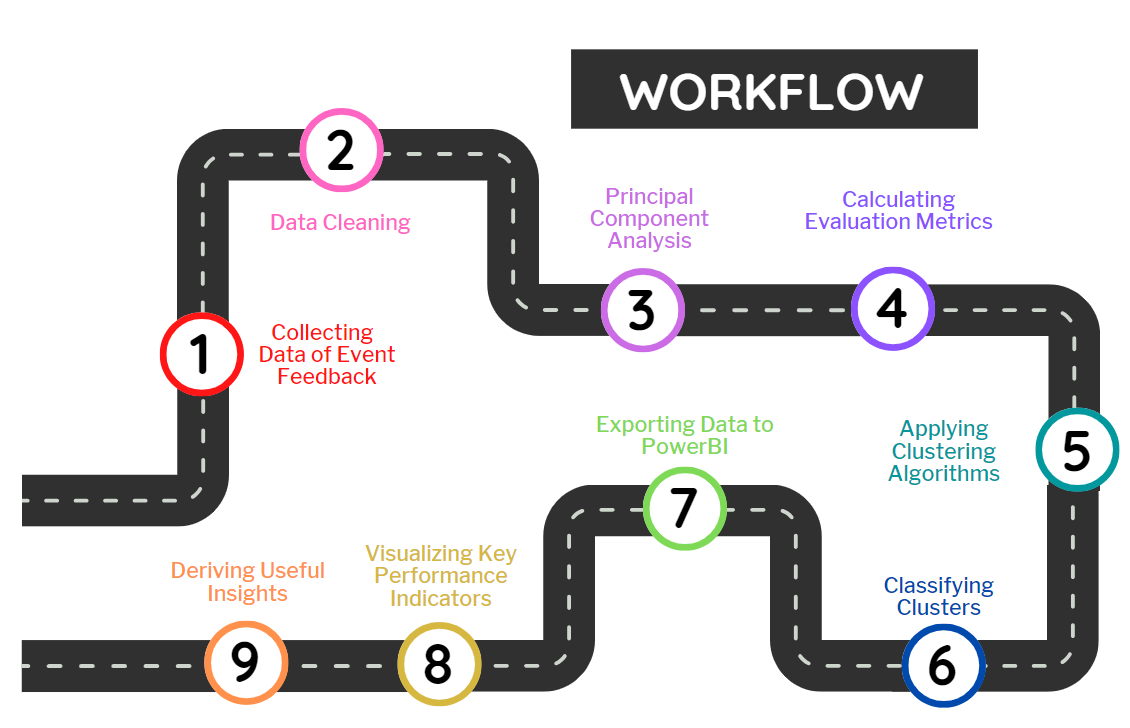 WORKFLOW
1
Collecting
Data of Event
Feedback
2
Data Cleaning
Principal
Component
Analysis
3
Calculating
Evaluation Metrics
4
Applying
Clustering
Algorithms
5
Classifying
Clusters
6
Exporting Data to
PowerBI
7
Visualizing Key
Performance
Indicators
8
Deriving Useful
Insights
9